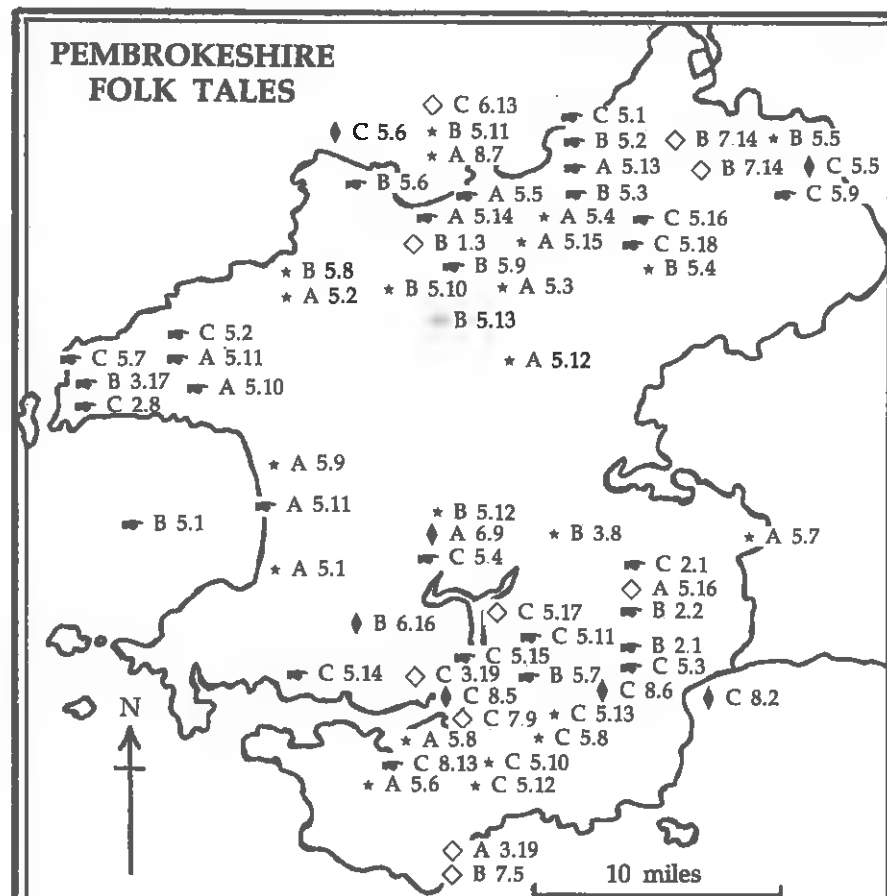 PEMBROKESHIRE
FOLK TALES
C 6.13
C 5.1
C 5.6
B 5.11
B 5.2
B 7.14
B 5.5
A 8.7
A 5.13
B 7.14
C 5.5
B 5.6
A 5.5
B 5.3
C 5.9
A 5.14
A 5.4
C 5.16
B 1.3
A 5.15
C 5.18
B 5.8
B 5.9
B 5.4
A 5.2
B 5.10
A 5.3
B 5.13
C 5.2
C 5.7
A 5.11
A 5.12
B 3.17
A 5.10
C 2.8
A 5.9
A 5.11
B 5.12
B 5.1
A 6.9
B 3.8
A 5.7
C 5.4
C 2.1
A 5.1
A 5.16
C 5.17
B 2.2
B 6.16
C 5.11
B 2.1
C 5.15
C 5.3
C 5.14
C 3.19
B 5.7
C 8.5
C 8.6
C 8.2
N
C 7.9
C 5.13
A 5.8
C 5.8
C 8.13
C 5.10
A 5.6
C 5.12
A 3.19
B 7.5
10 miles